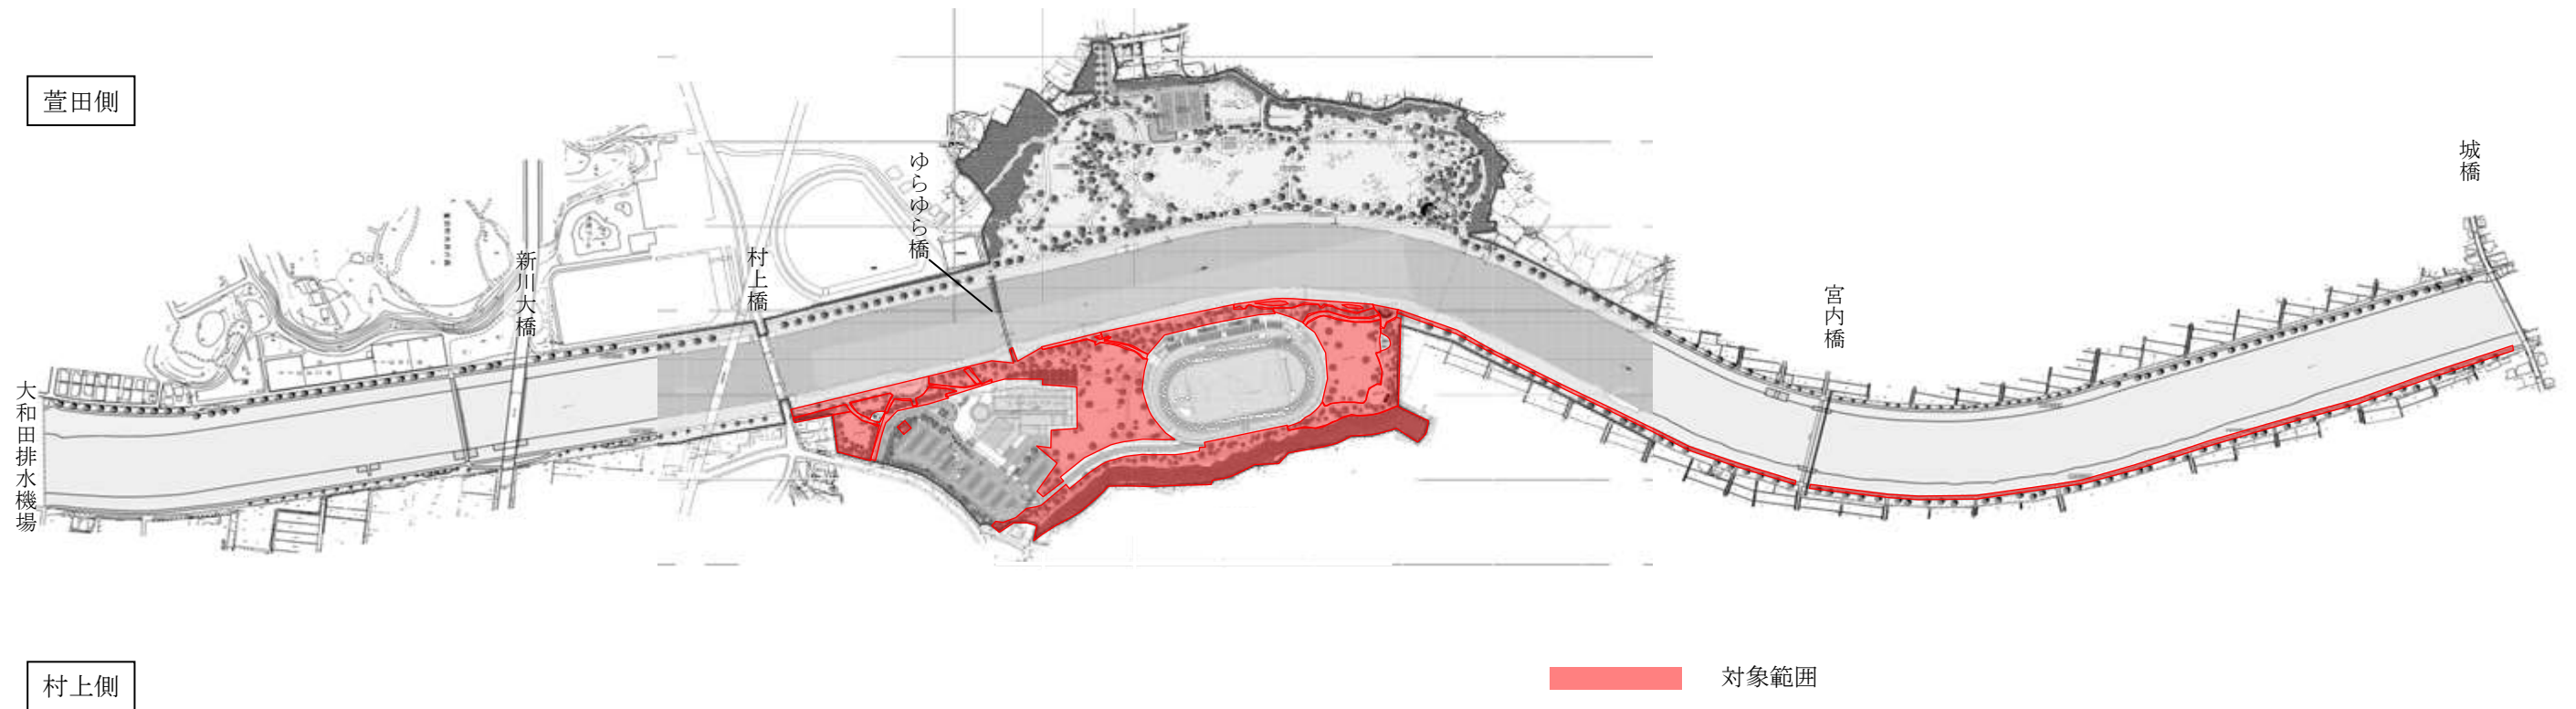 萱田側
城橋
ゆらゆら橋
村上橋
新川大橋
宮内橋
大和田排水機場
村上側
対象範囲